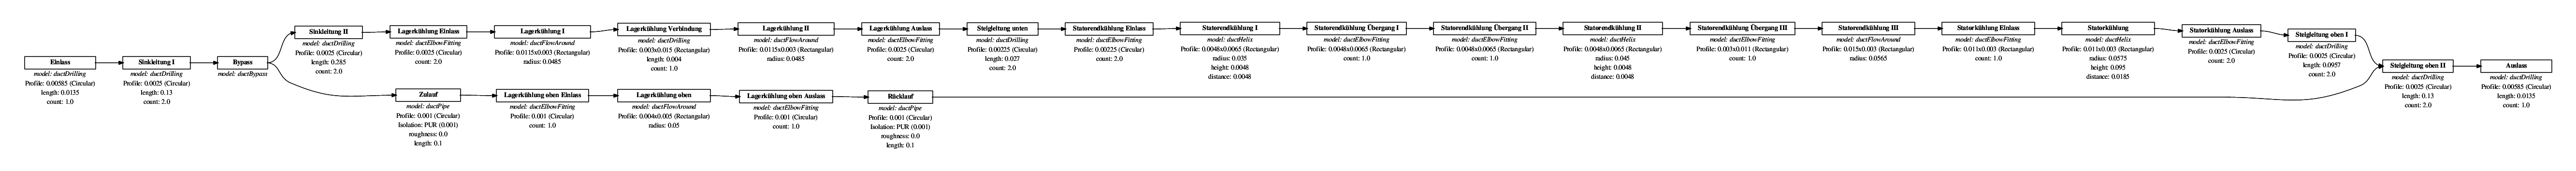 Einlass
model: ductDrilling
Profile: 0.00585 (Circular)
length: 0.0135
count: 1.0
Sinkleitung I
model: ductDrilling
Profile: 0.0025 (Circular)
length: 0.13
count: 2.0
Bypass
model: ductBypass
Sinkleitung II
model: ductDrilling
Profile: 0.0025 (Circular)
length: 0.285
count: 2.0
Lagerkühlung Einlass
model: ductElbowFitting
Profile: 0.0025 (Circular)
count: 2.0
Lagerkühlung I
model: ductFlowAround
Profile: 0.0115x0.003 (Rectangular)
radius: 0.0485
Lagerkühlung Verbindung
model: ductDrilling
Profile: 0.003x0.015 (Rectangular)
length: 0.004
count: 1.0
Lagerkühlung II
model: ductFlowAround
Profile: 0.0115x0.003 (Rectangular)
radius: 0.0485
Lagerkühlung Auslass
model: ductElbowFitting
Profile: 0.0025 (Circular)
count: 2.0
Steigleitung unten
model: ductDrilling
Profile: 0.00225 (Circular)
length: 0.027
count: 2.0
Statorendkühlung Einlass
model: ductElbowFitting
Profile: 0.00225 (Circular)
count: 2.0
Statorendkühlung I
model: ductHelix
Profile: 0.0048x0.0065 (Rectangular)
radius: 0.035
height: 0.0048
distance: 0.0048
Statorendkühlung Übergang I
model: ductElbowFitting
Profile: 0.0048x0.0065 (Rectangular)
count: 1.0
Statorendkühlung Übergang II
model: ductElbowFitting
Profile: 0.0048x0.0065 (Rectangular)
count: 1.0
Statorendkühlung II
model: ductHelix
Profile: 0.0048x0.0065 (Rectangular)
radius: 0.045
height: 0.0048
distance: 0.0048
Statorendkühlung Übergang III
model: ductElbowFitting
Profile: 0.003x0.011 (Rectangular)
count: 1.0
Statorendkühlung III
model: ductFlowAround
Profile: 0.015x0.003 (Rectangular)
radius: 0.0565
Statorkühlung Einlass
model: ductElbowFitting
Profile: 0.011x0.003 (Rectangular)
count: 1.0
Statorkühlung
model: ductHelix
Profile: 0.011x0.003 (Rectangular)
radius: 0.0575
height: 0.095
distance: 0.0185
Statorkühlung Auslass
model: ductElbowFitting
Profile: 0.0025 (Circular)
count: 2.0
Steigleitung oben I
model: ductDrilling
Profile: 0.0025 (Circular)
length: 0.0957
count: 2.0
Zulauf
model: ductPipe
Profile: 0.001 (Circular)
Isolation: PUR (0.001)
roughness: 0.0
length: 0.1
Lagerkühlung oben Einlass
model: ductElbowFitting
Profile: 0.001 (Circular)
count: 1.0
Lagerkühlung oben
model: ductFlowAround
Profile: 0.004x0.005 (Rectangular)
radius: 0.05
Lagerkühlung oben Auslass
model: ductElbowFitting
Profile: 0.001 (Circular)
count: 1.0
Rücklauf
model: ductPipe
Profile: 0.001 (Circular)
Isolation: PUR (0.001)
roughness: 0.0
length: 0.1
Steigleitung oben II
model: ductDrilling
Profile: 0.0025 (Circular)
length: 0.13
count: 2.0
Auslass
model: ductDrilling
Profile: 0.00585 (Circular)
length: 0.0135
count: 1.0